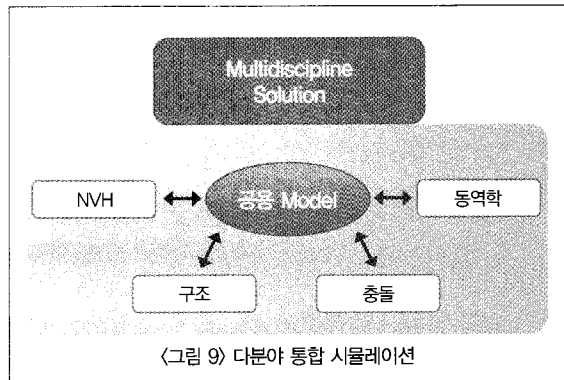 Multidiscipline
Solution
NVH
공용 Model
동역학
구조
충돌
〈그림 9〉 다분야 통합 시뮬레이션